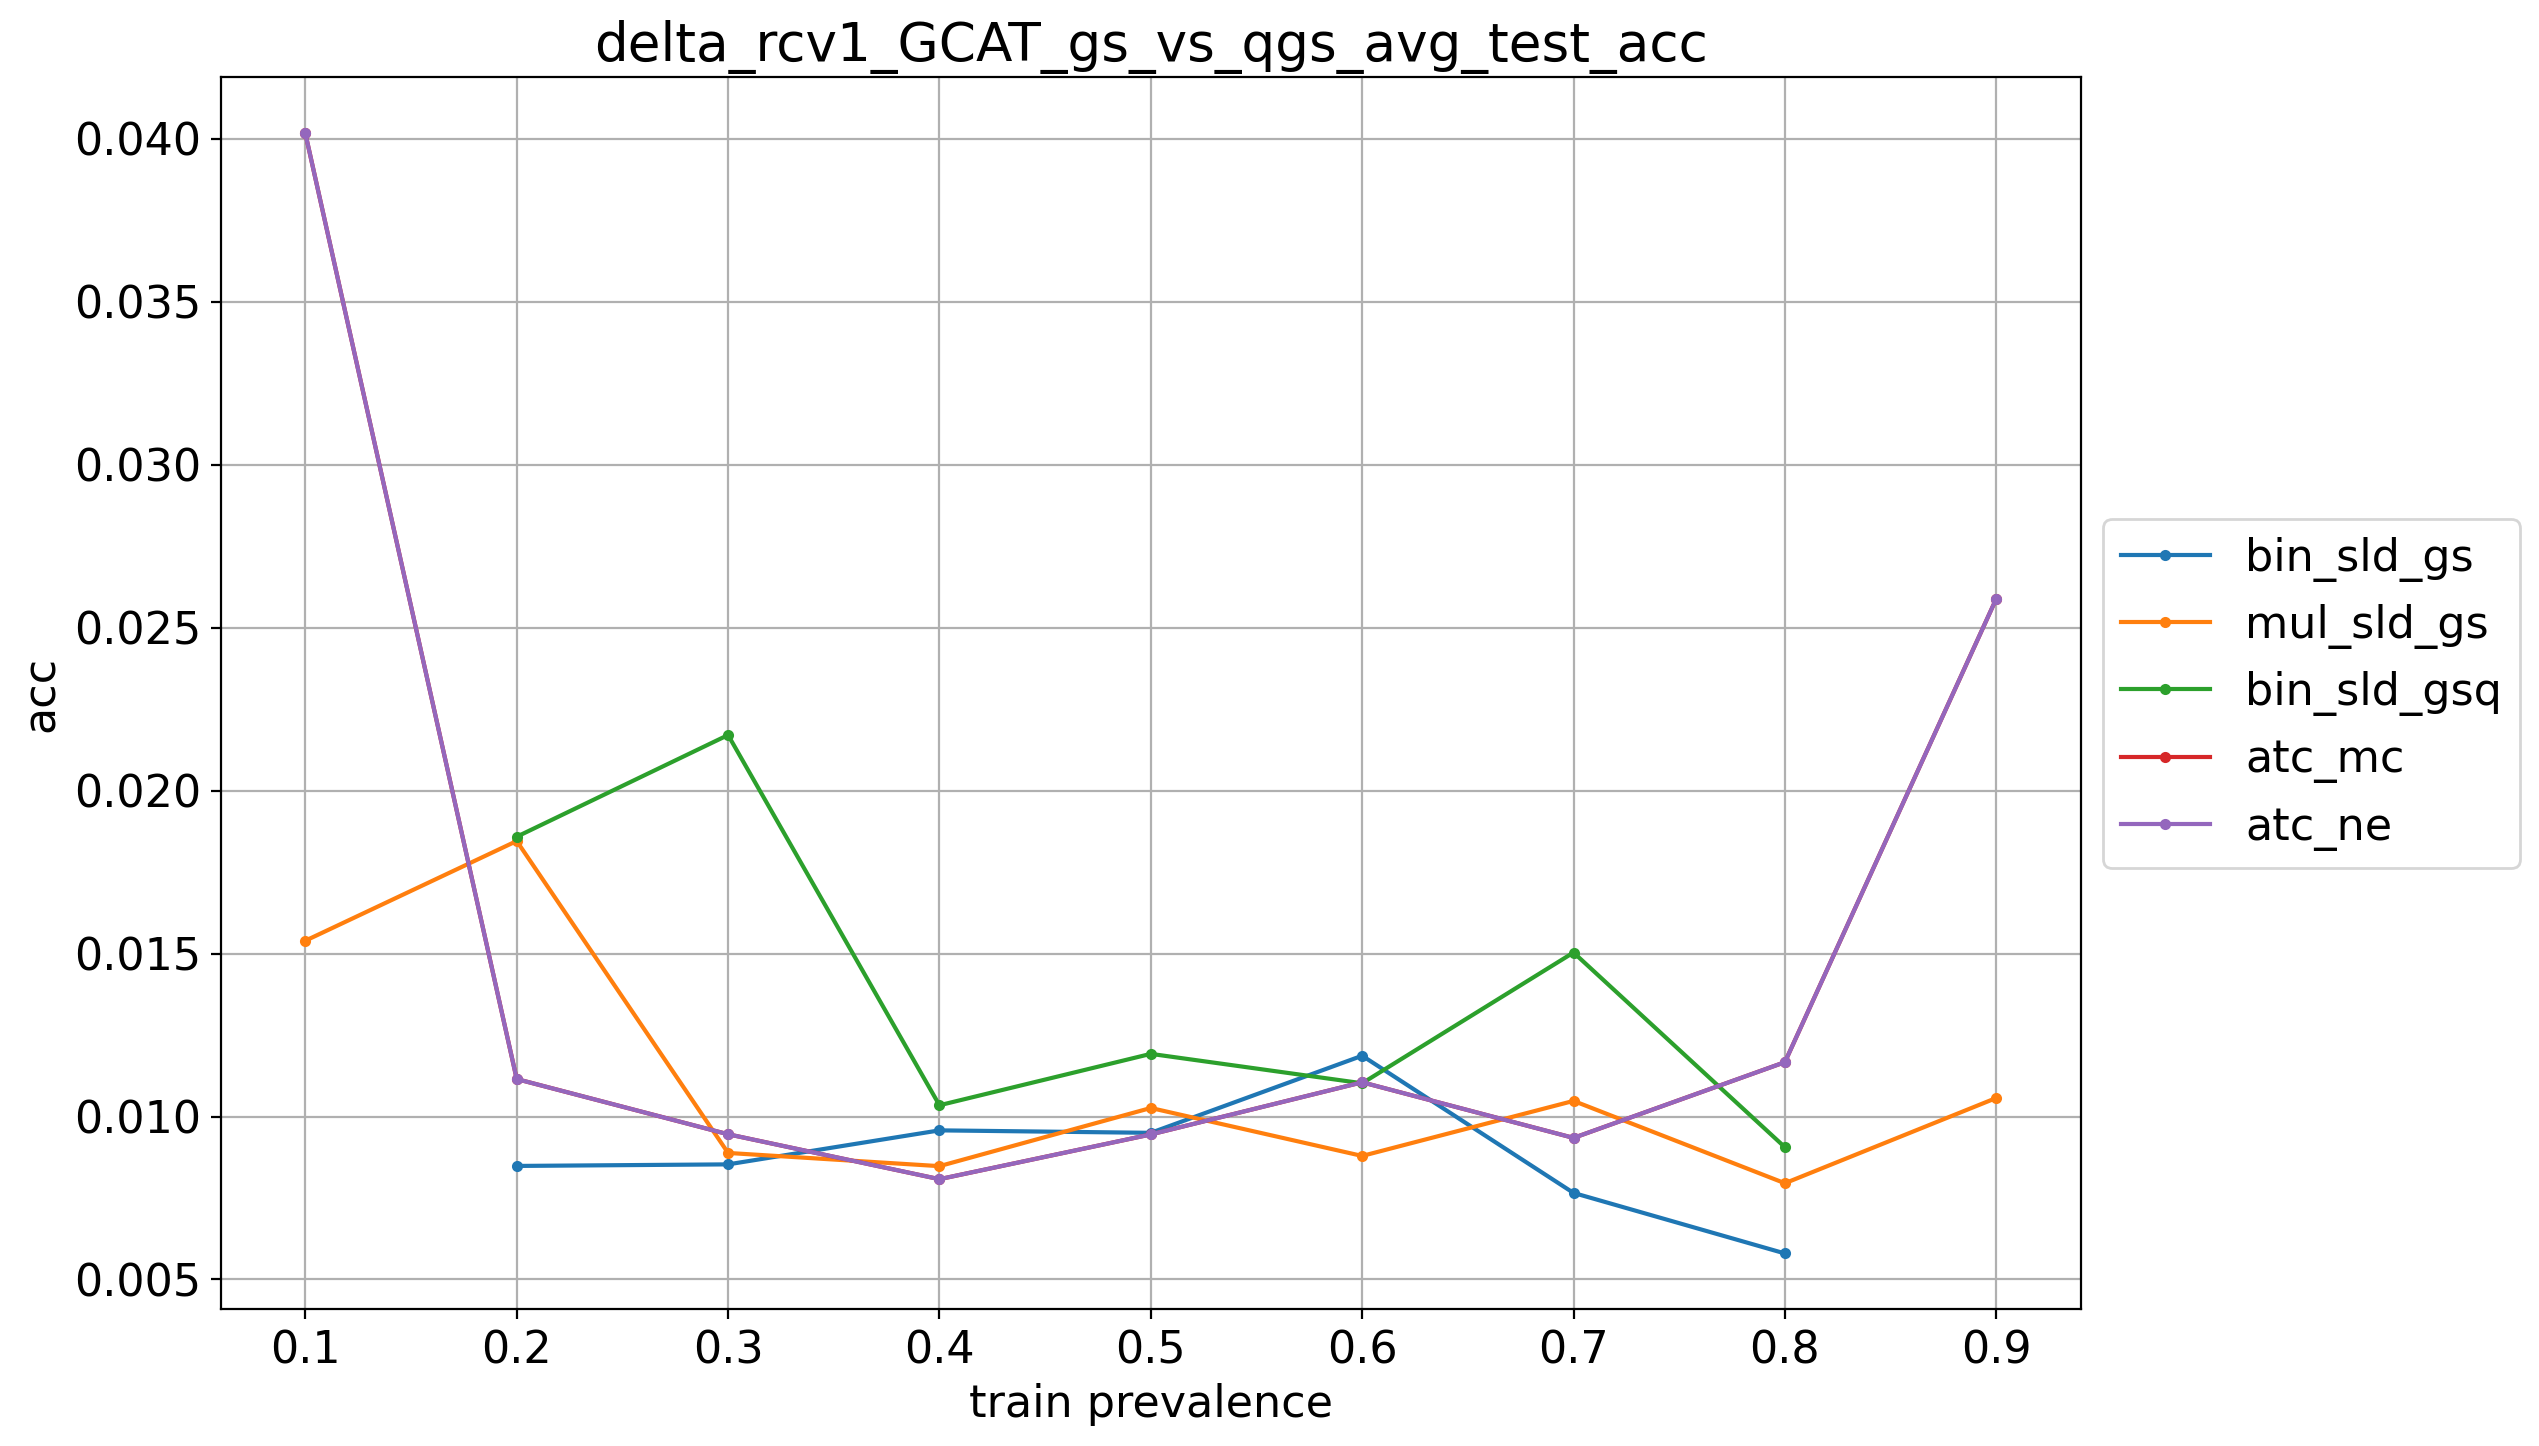 delta_rcv1_GCAT_gs_vs_qgs_avg_test_acc
0.040
0.035
0.030
0.025
0.020
0.015
0.010
0.005
acc
0.1 0.2 0.3 0.4 0.5 0.6 0.7 0.8 0.9
train prevalence
bin_sld_gs
mul_sld_gs
bin_sld_gsq
atc_mc
atc_ne